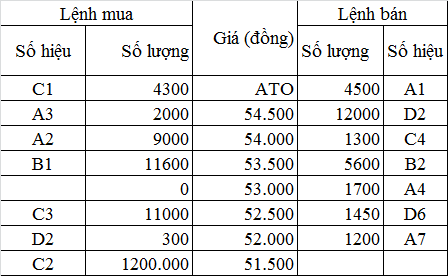 Lệnh mua Giá (đồng) Lệnh bán
Số hiệu Số lượng Số lượng Số hiệu
C1 4300 ATO 4500 A1
A3 2000 54.500 12000 D2
A2 9000 54.000 1300 C4
B1 11600 53.500 5600 B2
0 53.000 1700 A4
C3 11000 52.500 1450 D6
D2 300 52.000 1200 A7
C2 1200.000 51.500